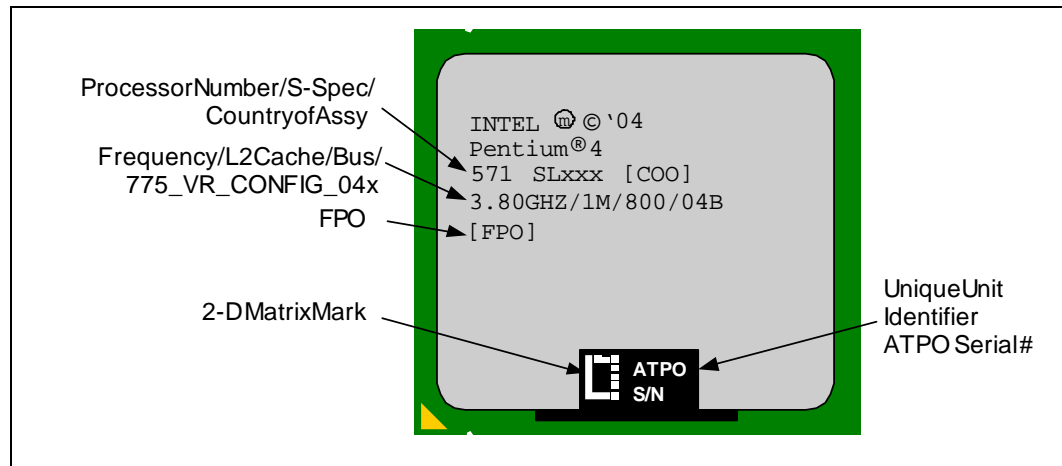 ProcessorNumber/S-Spec/
CountryofAssy
Frequency/L2Cache/Bus/
775_VR_CONFIG_04x
FPO
2-DMatrixMark
INTEL ⓜ © ‘04
Pentium® 4
571 SLxxx [COO]
3.80GHZ/1M/800/04B
[FPO]
UniqueUnit
Identifier
ATPO Serial#
ATPO
S/N